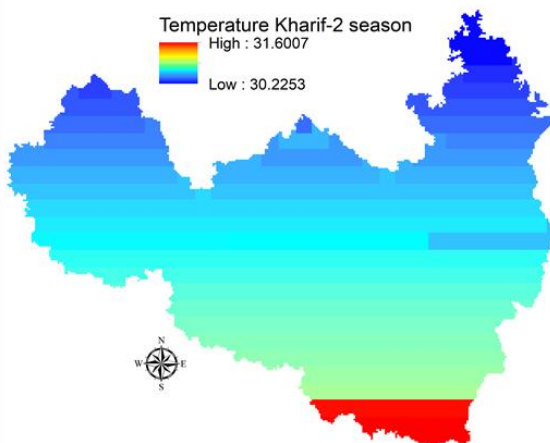 Temperature Kharif-2 season
High : 31.6007
Low : 30.2253
N
W E
S